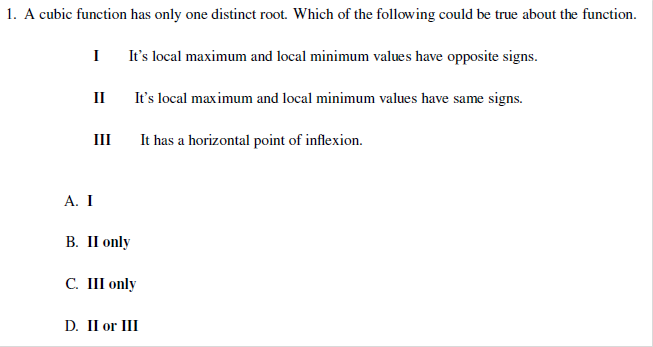 1. A cubic function has only one distinct root. Which of the following could be true about the function.
I It's local maximum and local minimum values have opposite signs.
II It's local maximum and local minimum values have same signs.
III It has a horizontal point of inflexion.
A. I
B. II only
C. III only
D. II or III